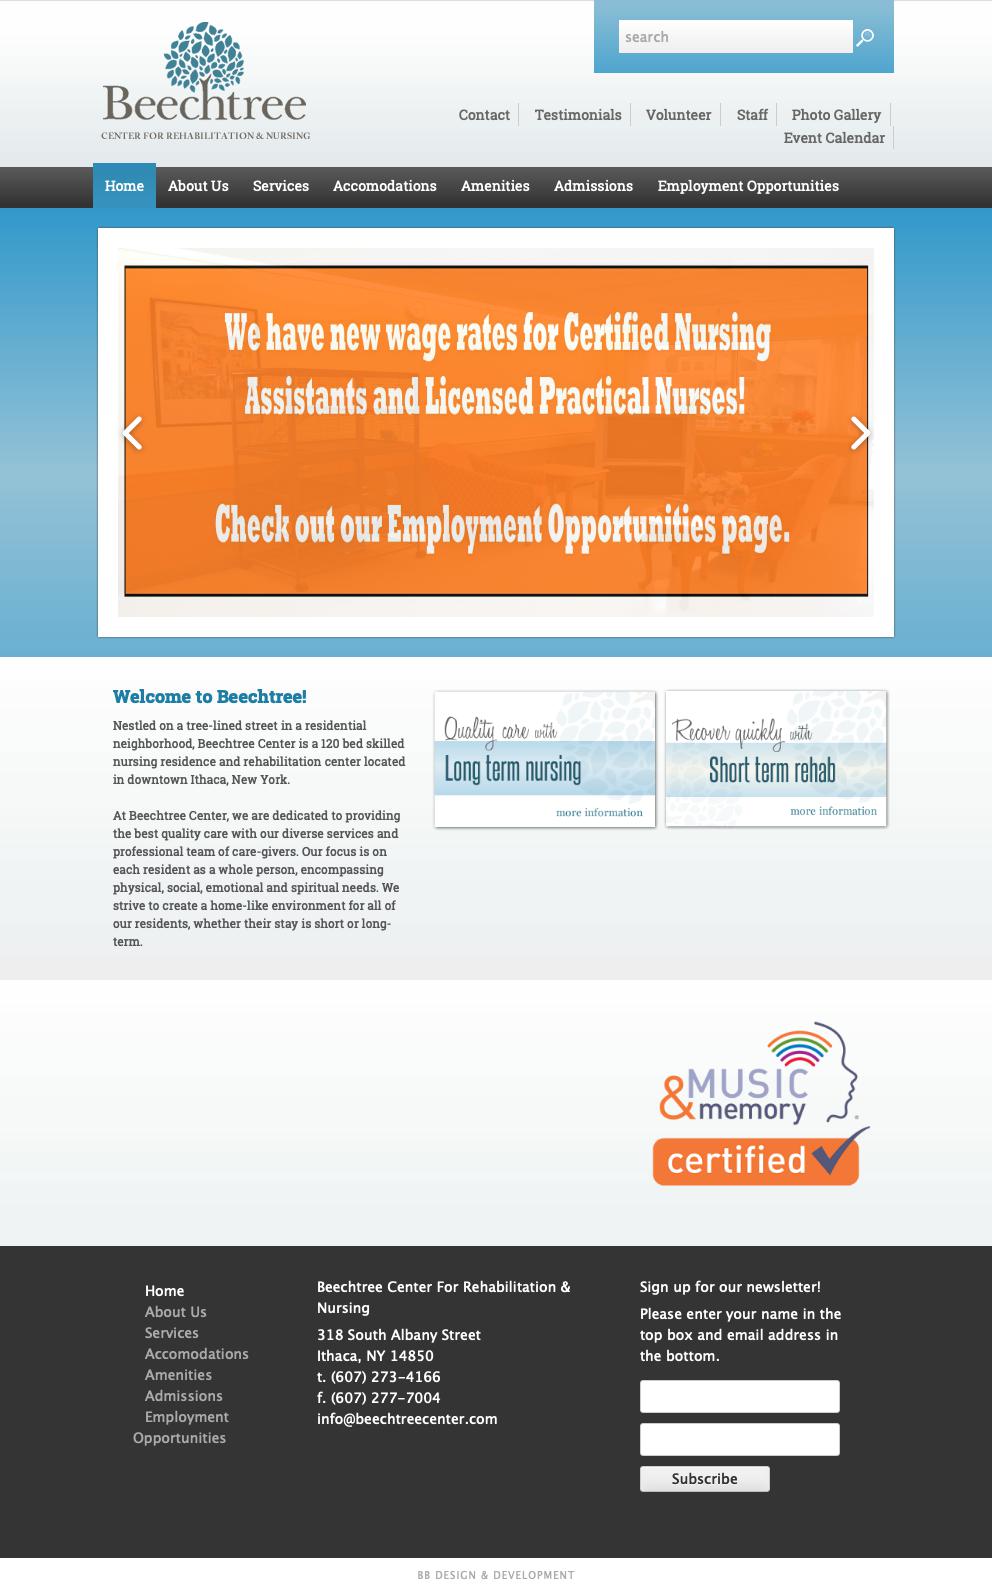 Beechtree
CENTER FOR REHABILITATION & NURSING
search
Contact
Testimonials
Volunteer
Staff
Photo Gallery
Event Calendar
Home
About Us
Services
Accomodations
Amenities
Admissions
Employment Opportunities
We have new wage rates for Certified Nursing
Assistants and Licensed Practical Nurses!
Check out our Employment Opportunities page.
Welcome to Beechtree!
Nestled on a tree-lined street in a residential
neighborhood, Beechtree Center is a 120 bed skilled
nursing residence and rehabilitation center located
in downtown Ithaca, New York.
At Beechtree Center, we are dedicated to providing
the best quality care with our diverse services and
professional team of care-givers. Our focus is on
each resident as a whole person, encompassing
physical, social, emotional and spiritual needs. We
strive to create a home-like environment for all of
our residents, whether their stay is short or long-
term.
Quality care with
Long term nursing
more information
Recover quickly with
Short term rehab
more information
MUSIC
&memory
certified
Home
About Us
Services
Accomodations
Amenities
Admissions
Employment
Opportunities
Beechtree Center For Rehabilitation &
Nursing
318 South Albany Street
Ithaca, NY 14850
t. (607) 273-4166
f. (607) 277-7004
info@beechtreecenter.com
Sign up for our newsletter!
Please enter your name in the
top box and email address in
the bottom.
Subscribe
BB DESIGN & DEVELOPMENT